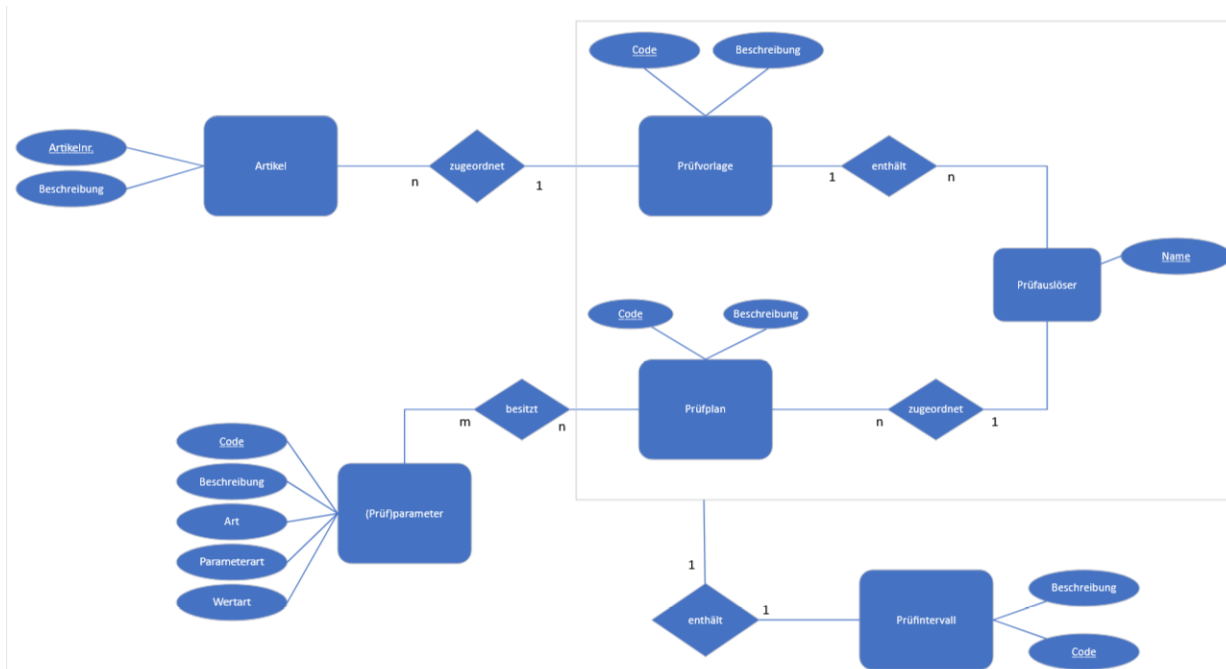 Code
Beschreibung
Artikelnr.
Beschreibung
Artikel
zugeordnet
n
1
Prüfvorlage
enthält
1
n
Prüfauslöser
Name
Code
Beschreibung
Prüfplan
zugeordnet
n
1
besitzt
m
n
Code
Beschreibung
Art
Parameterart
Wertart
(Prüf)parameter
1
enthält
1
Prüfintervall
Beschreibung
Code